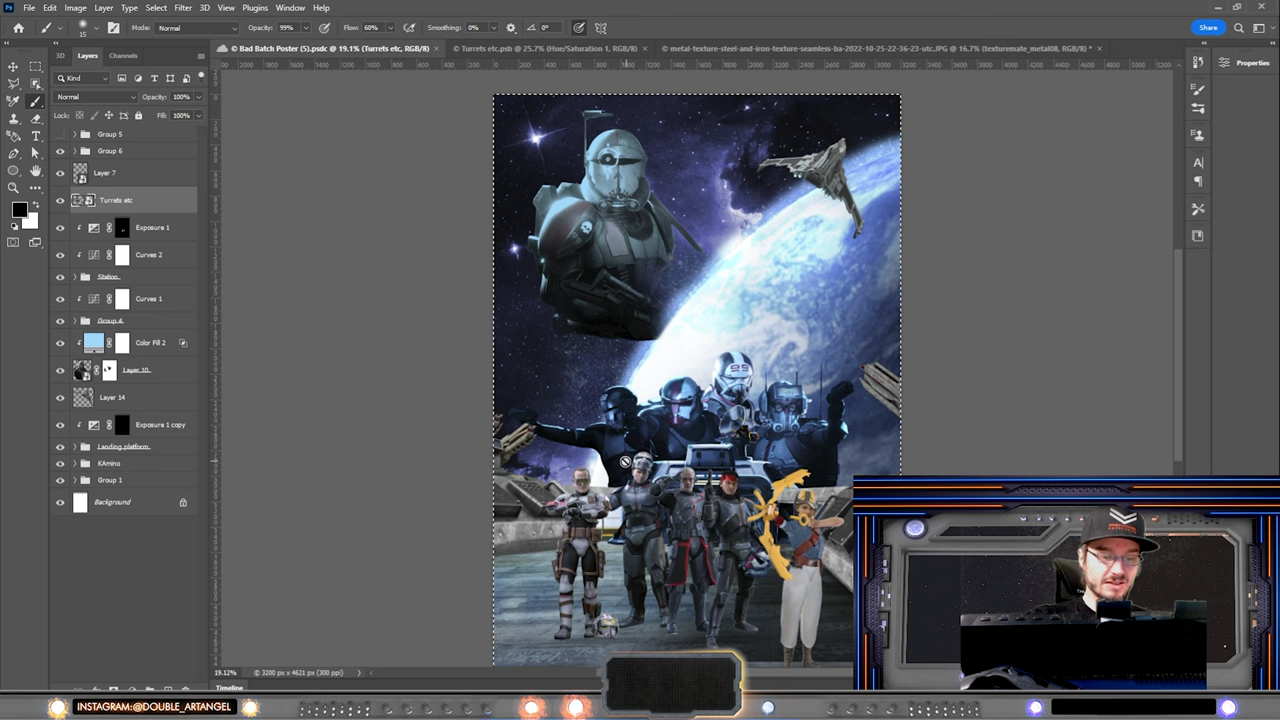 Ps File Edit Image Layer Type Select Filter 3D View Plugins Window Help
15 Mode: Normal Opacity: 99% Flow: 60% Smoothing: 0% 0° Share
© Bad Batch Poster (5).psdc @ 19.1% (Turrets etc, RGB/8) × © Turrets etc.psb @ 25.7% (Hue/Saturation 1, RGB/8) × © metal-texture-steel-and-iron-texture-seamless-ba-2022-10-25-22-36-23-utc.JPG @ 16.7% (texturemate_metal08, RGB/8) * ×
3D Layers Channels
Properties
Kind
Normal Opacity: 100%
Lock: Fill: 100%
Group 5
Group 6
Layer 7
Turrets etc
Exposure 1
Curves 2
Station
Curves 1
Group 4
Color Fill 2
Layer 10
Layer 14
Exposure 1 copy
Landing platform
KAmino
Group 1
Background
19.12% © 3200 px x 4621 px (300 ppi)
Timeline
INSTAGRAM:@DOUBLE_ARTANGEL